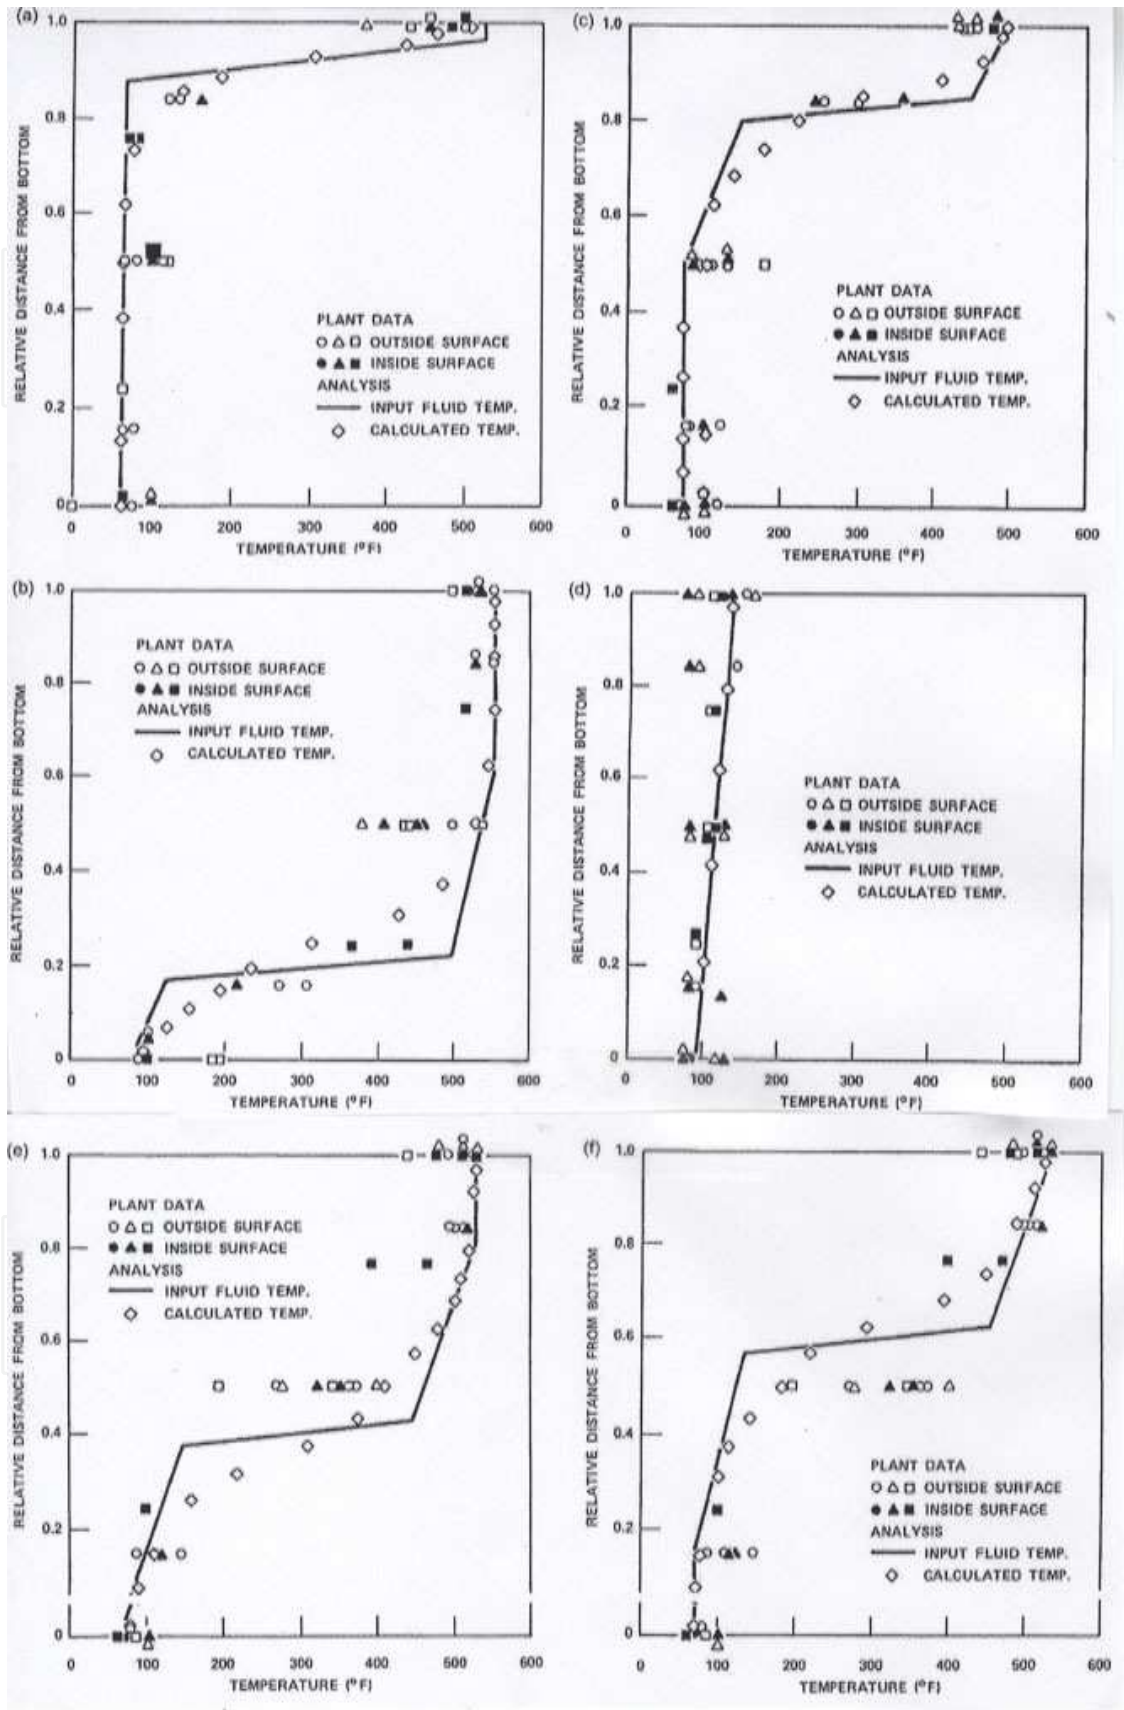 (a)
RELATIVE DISTANCE FROM BOTTOM
1.0
0.8
0.6
0.4
0.2
0
PLANT DATA
OUTSIDE SURFACE
INSIDE SURFACE
ANALYSIS
INPUT FLUID TEMP.
CALCULATED TEMP.
0 100 200 300 400 500 600
TEMPERATURE (°F)
(c)
RELATIVE DISTANCE FROM BOTTOM
1.0
0.8
0.6
0.4
0.2
0
PLANT DATA
OUTSIDE SURFACE
INSIDE SURFACE
ANALYSIS
INPUT FLUID TEMP.
CALCULATED TEMP.
0 100 200 300 400 500 600
TEMPERATURE (°F)
(b)
RELATIVE DISTANCE FROM BOTTOM
1.0
0.8
0.6
0.4
0.2
0
PLANT DATA
OUTSIDE SURFACE
INSIDE SURFACE
ANALYSIS
INPUT FLUID TEMP.
CALCULATED TEMP.
0 100 200 300 400 500 600
TEMPERATURE (°F)
(d)
RELATIVE DISTANCE FROM BOTTOM
1.0
0.8
0.6
0.4
0.2
0
PLANT DATA
OUTSIDE SURFACE
INSIDE SURFACE
ANALYSIS
INPUT FLUID TEMP.
CALCULATED TEMP.
0 100 200 300 400 500 600
TEMPERATURE (°F)
(e)
RELATIVE DISTANCE FROM BOTTOM
1.0
0.8
0.6
0.4
0.2
0
PLANT DATA
OUTSIDE SURFACE
INSIDE SURFACE
ANALYSIS
INPUT FLUID TEMP.
CALCULATED TEMP.
0 100 200 300 400 500 600
TEMPERATURE (°F)
(f)
RELATIVE DISTANCE FROM BOTTOM
1.0
0.8
0.6
0.4
0.2
0
PLANT DATA
OUTSIDE SURFACE
INSIDE SURFACE
ANALYSIS
INPUT FLUID TEMP.
CALCULATED TEMP.
0 100 200 300 400 500 600
TEMPERATURE (°F)